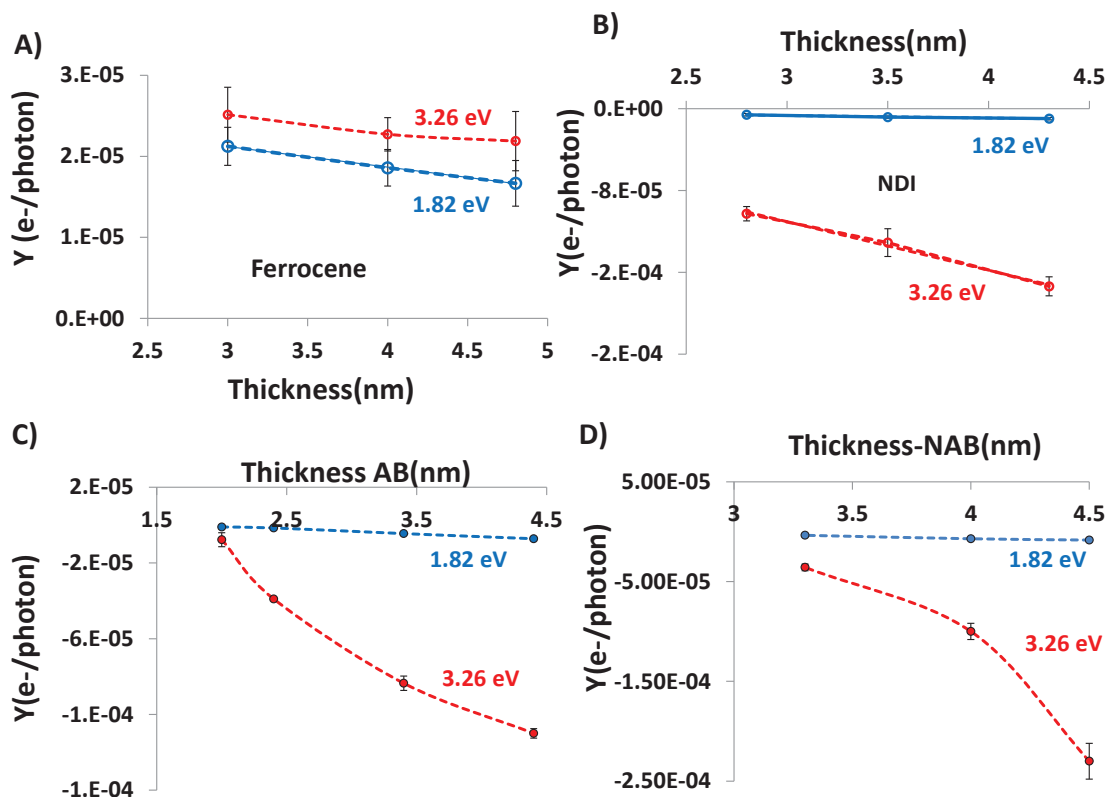 A)
3.E-05
2.E-05
1.E-05
0.E+00
Y (e-/photon)
3.26 eV
1.82 eV
Ferrocene
2.5 3 3.5 4 4.5 5
Thickness(nm)
B)
Thickness(nm)
2.5 3 3.5 4 4.5
0.E+00
-8.E-05
-2.E-04
-2.E-04
Y(e-/photon)
1.82 eV
NDI
3.26 eV
C)
Thickness AB(nm)
2.E-05
1.5 2.5 3.5 4.5
-2.E-05
-6.E-05
-1.E-04
-1.E-04
Y(e-/photon)
1.82 eV
3.26 eV
D)
Thickness-NAB(nm)
5.00E-05
3 3.5 4 4.5
-5.00E-05
-1.50E-04
-2.50E-04
Y(e-/photon)
1.82 eV
3.26 eV